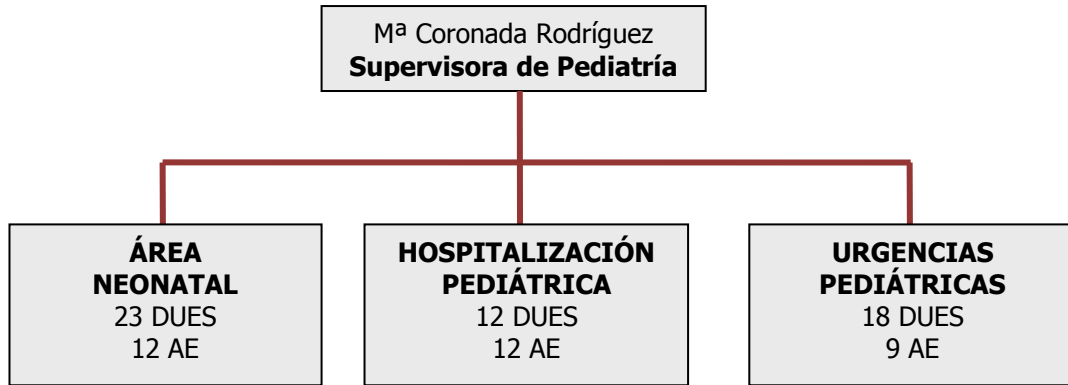 Mª Coronada Rodríguez
Supervisora de Pediatría
ÁREA
NEONATAL
23 DUES
12 AE
HOSPITALIZACIÓN
PEDIÁTRICA
12 DUES
12 AE
URGENCIAS
PEDIÁTRICAS
18 DUES
9 AE